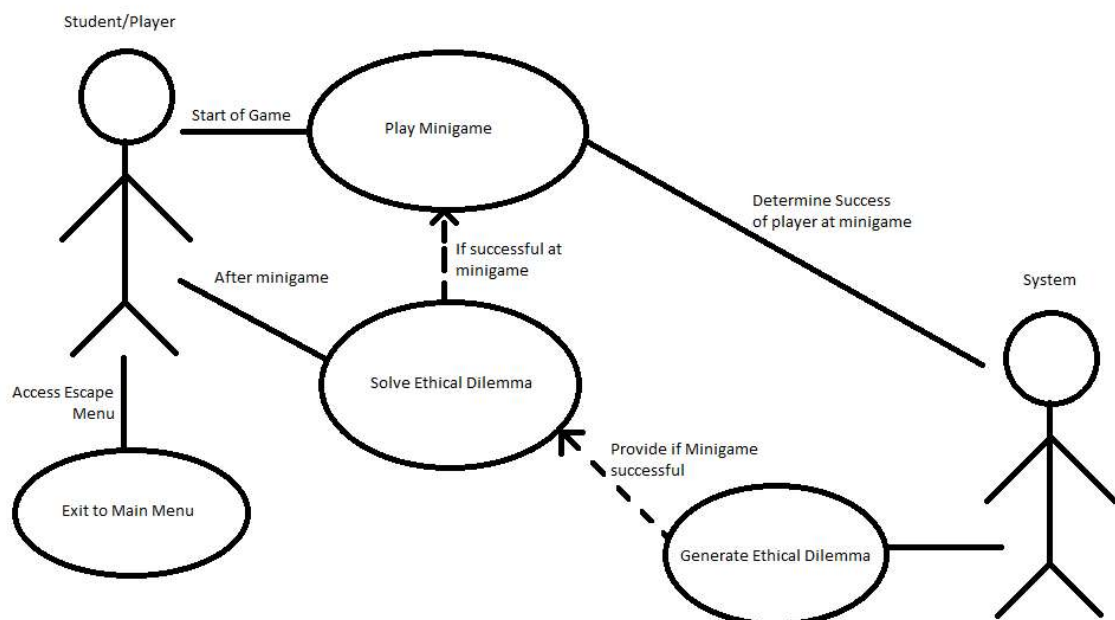 Student/Player
Start of Game
Play Minigame
Determine Success
of player at minigame
If successful at
minigame
After minigame
System
Solve Ethical Dilemma
Access Escape
Menu
Provide if Minigame
successful
Exit to Main Menu
Generate Ethical Dilemma